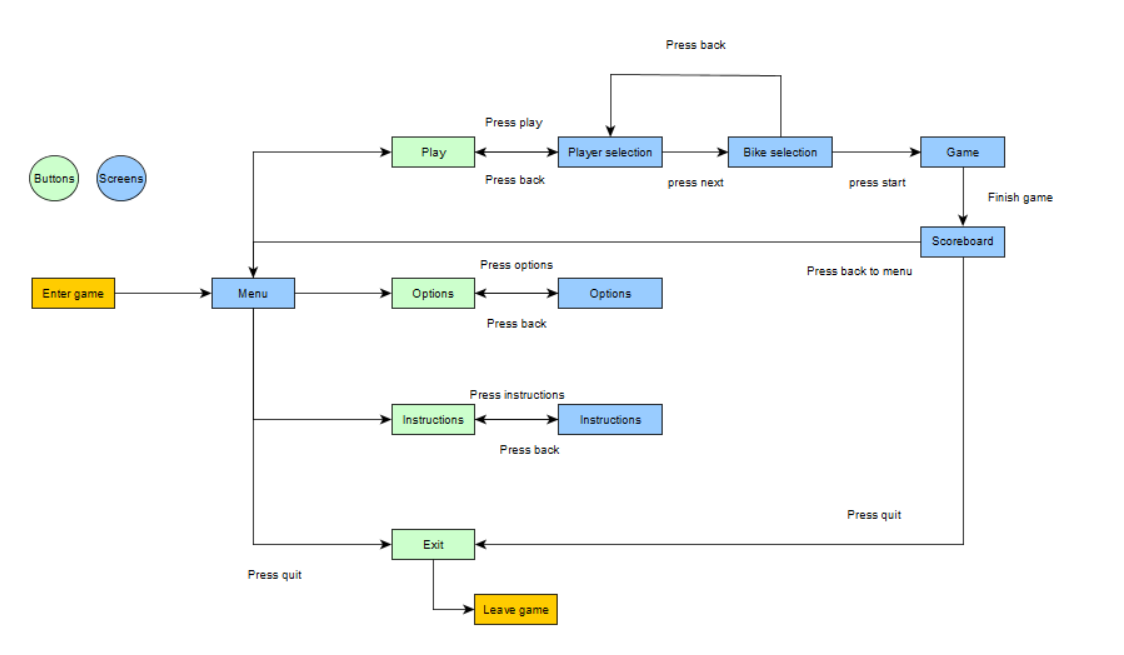 Press back
Press play
Play
Player selection
Bike selection
Game
Buttons
Screens
Press back
press next
press start
Finish game
Scoreboard
Press options
Press back to menu
Enter game
Menu
Options
Options
Press back
Press instructions
Instructions
Instructions
Press back
Press quit
Exit
Press quit
Leave game